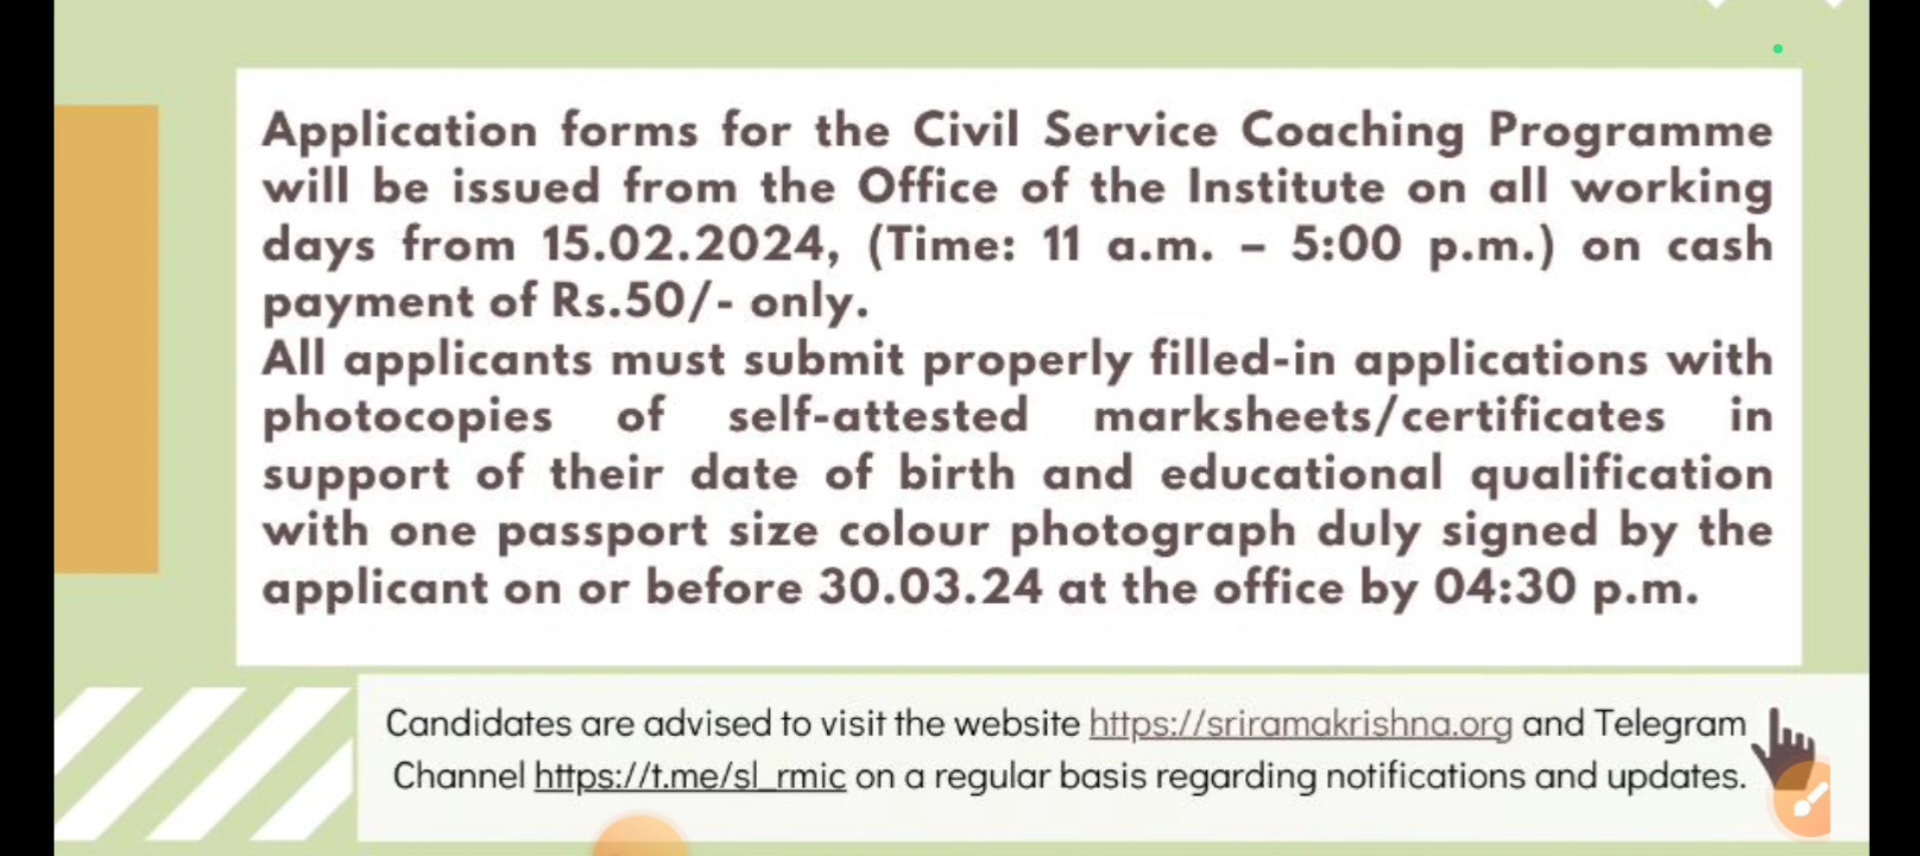 Application forms for the Civil Service Coaching Programme
will be issued from the Office of the Institute on all working
days from 15.02.2024, (Time: 11 a.m. – 5:00 p.m.) on cash
payment of Rs.50/- only.
All applicants must submit properly filled-in applications with
photocopies of self-attested marksheets/certificates in
support of their date of birth and educational qualification
with one passport size colour photograph duly signed by the
applicant on or before 30.03.24 at the office by 04:30 p.m.
Candidates are advised to visit the website https://sriramakrishna.org and Telegram
Channel https://t.me/sl_rmic on a regular basis regarding notifications and updates.